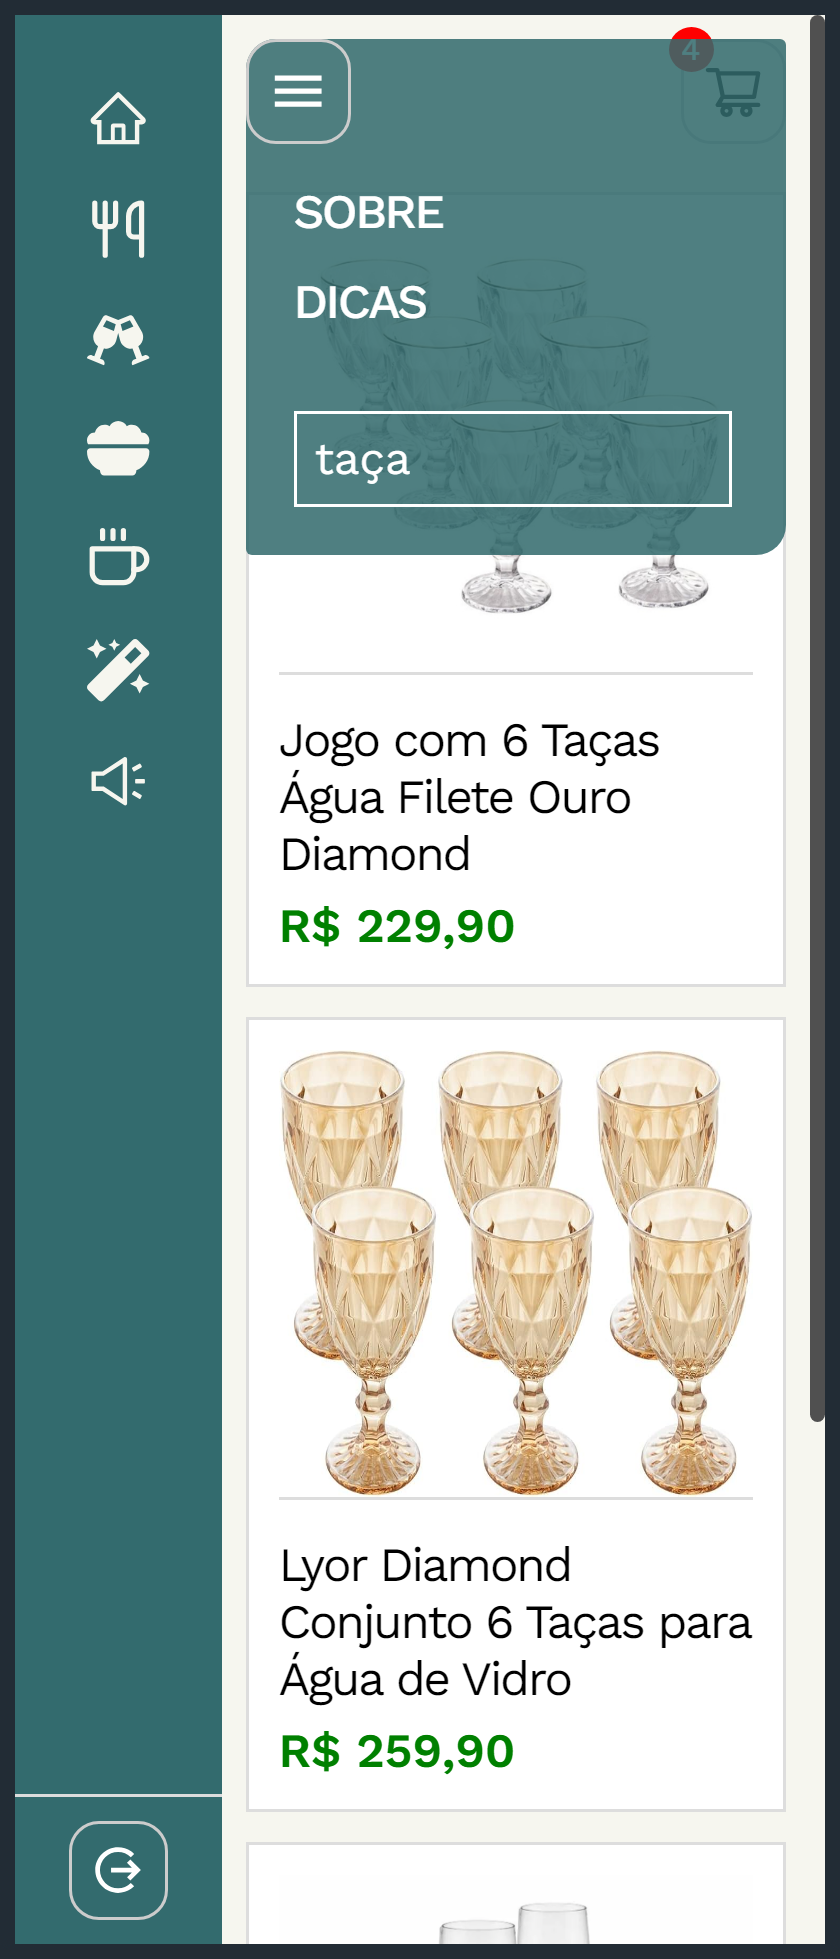 4
SOBRE
DICAS
taça
Jogo com 6 Taças
Água Filete Ouro
Diamond
R$ 229,90
Lyor Diamond
Conjunto 6 Taças para
Água de Vidro
R$ 259,90